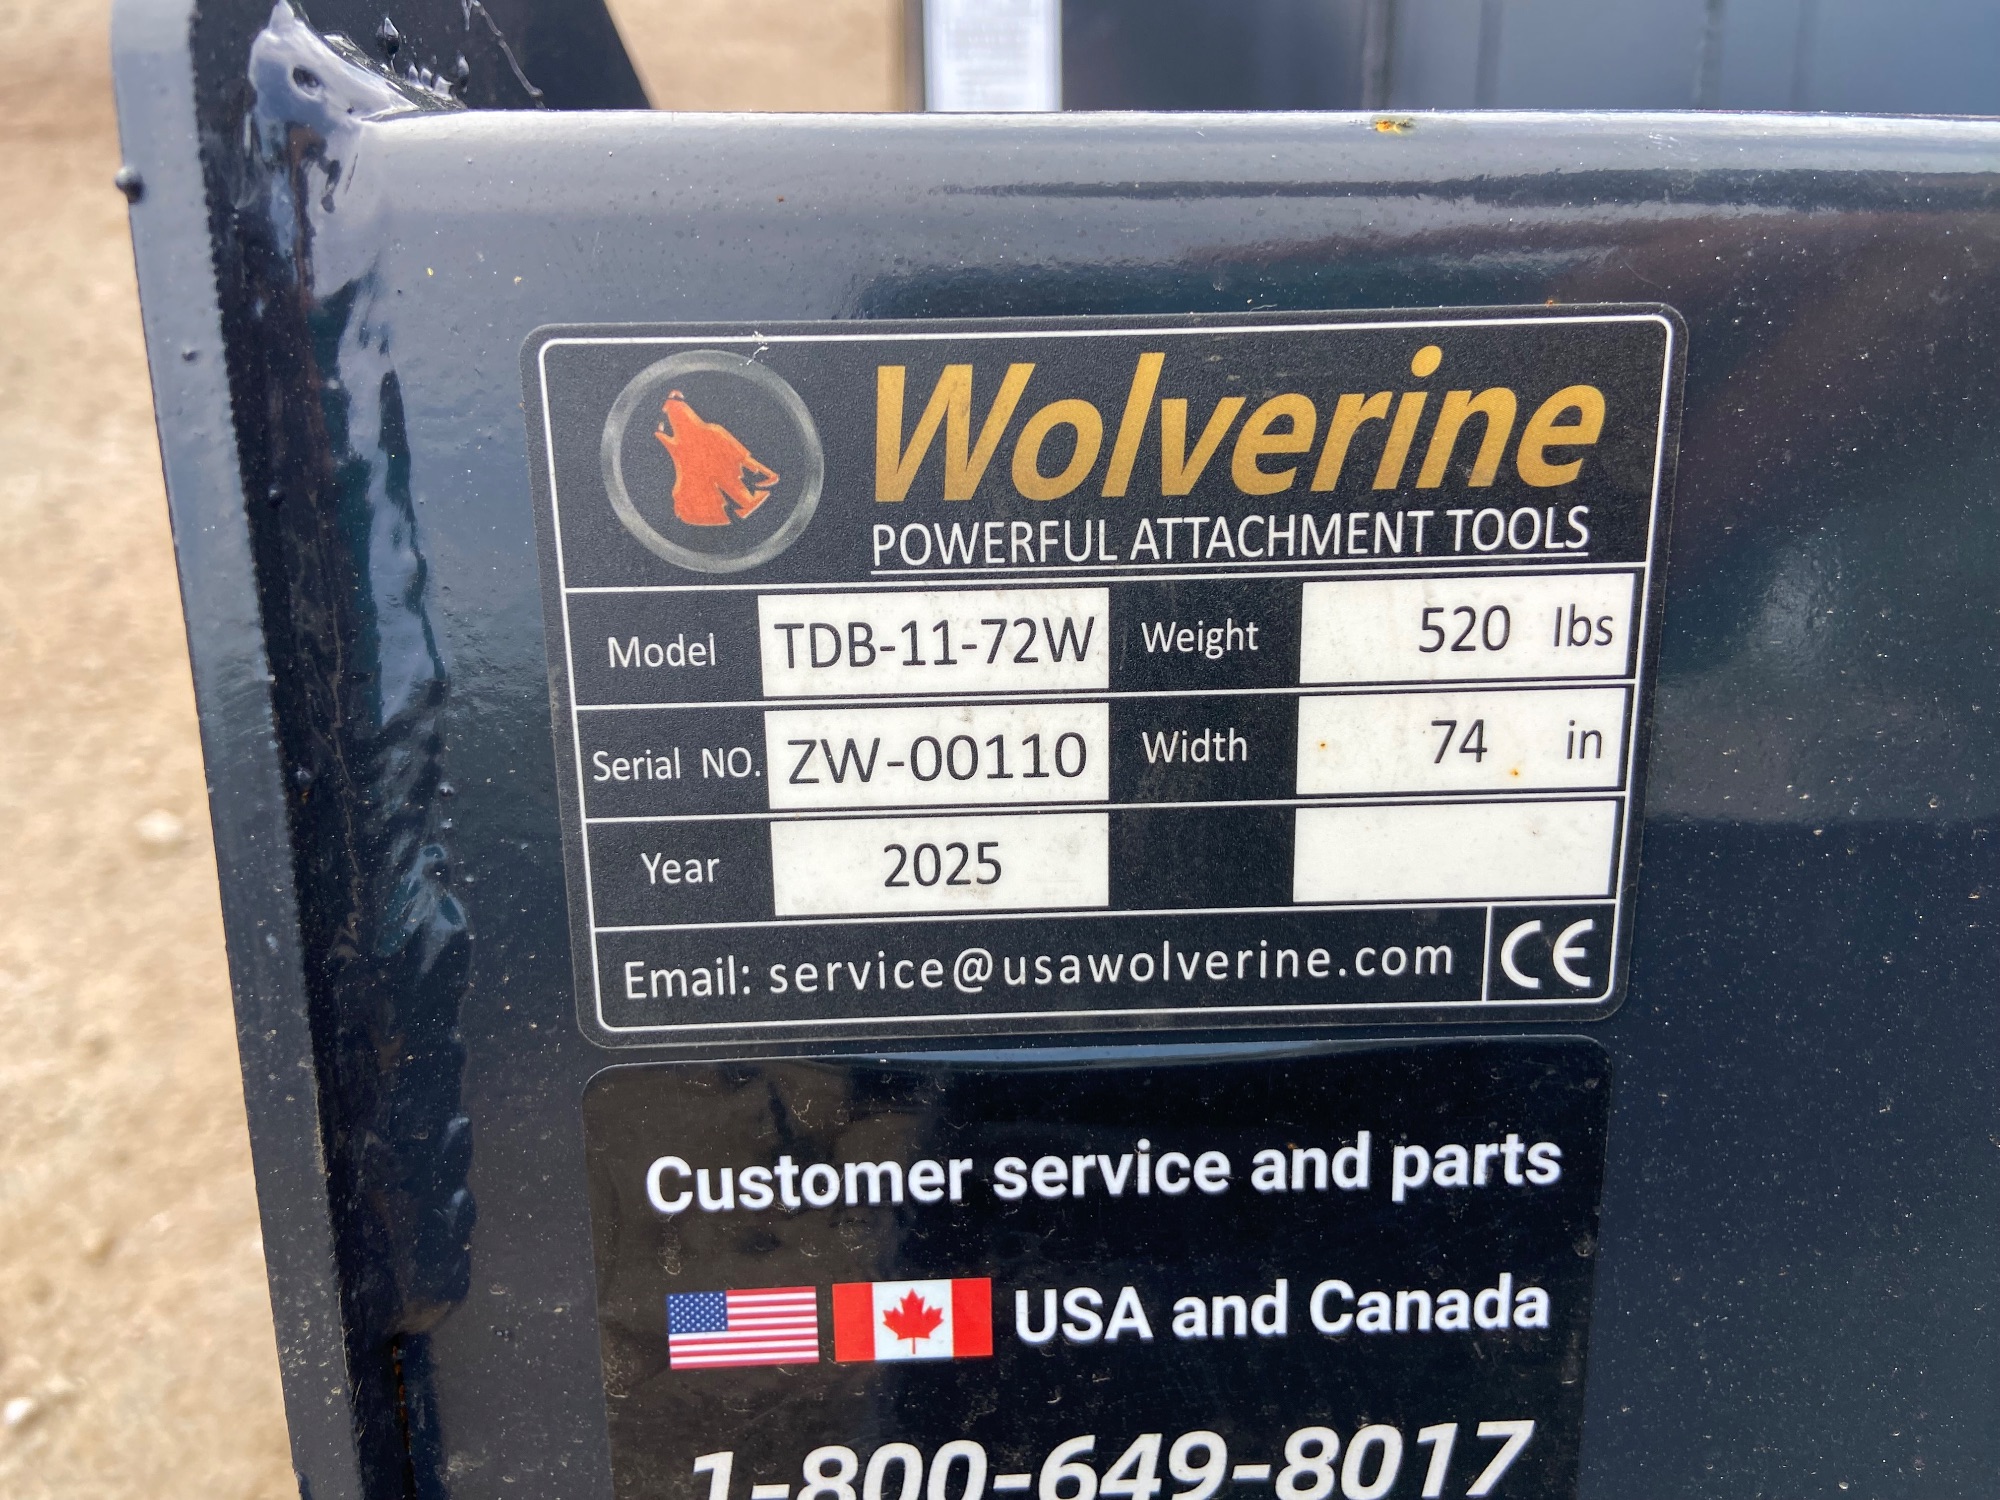 Wolverine
POWERFUL ATTACHMENT TOOLS
Model TDB-11-72W Weight 520 lbs
Serial NO. ZW-00110 Width 74 in
Year 2025
Email: service@usawolverine.com CE
Customer service and parts
USA and Canada
1-800-649-8017